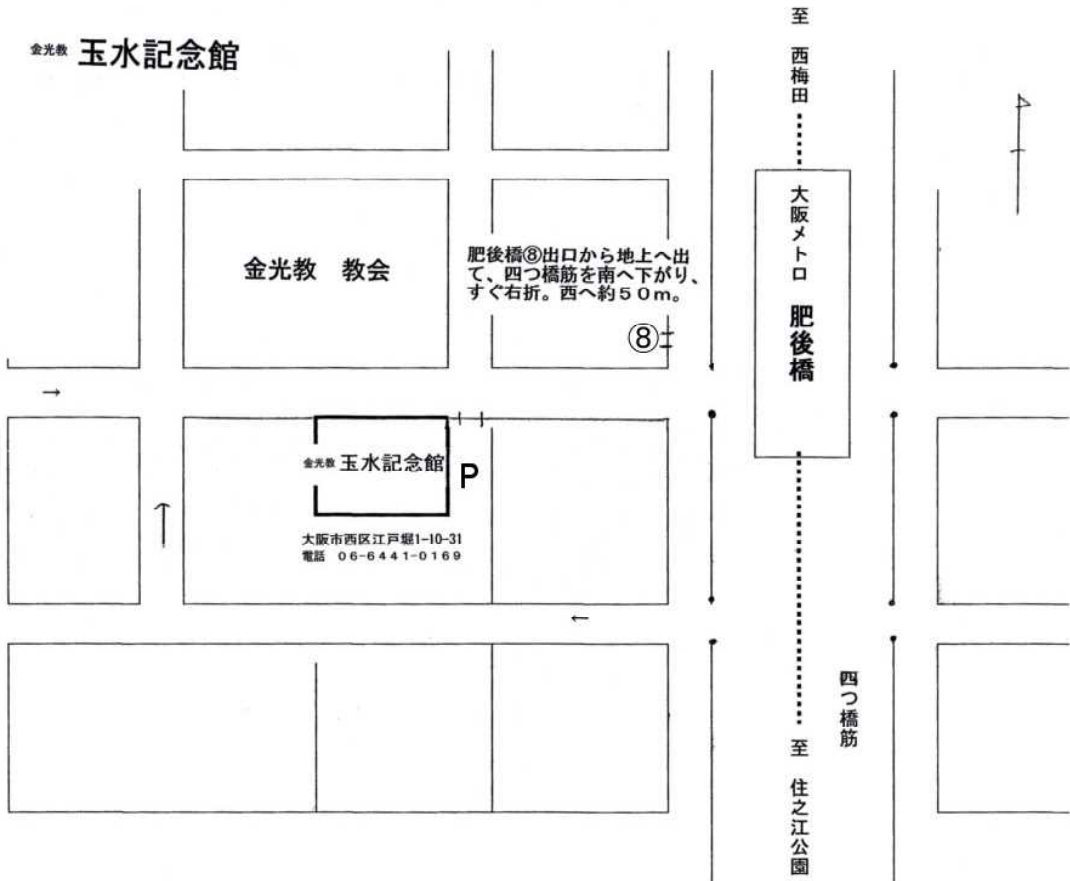 金光教 玉水記念館
至 西梅田
大阪メトロ 肥後橋
金光教 教会
肥後橋⑧出口から地上へ出
て、四つ橋筋を南へ下がり、
すぐ右折。西へ約50m。
⑧
→
金光教 玉水記念館
P
大阪市西区江戸堀1-10-31
電話 06-6441-0169
←
四つ橋筋
至 住之江公園